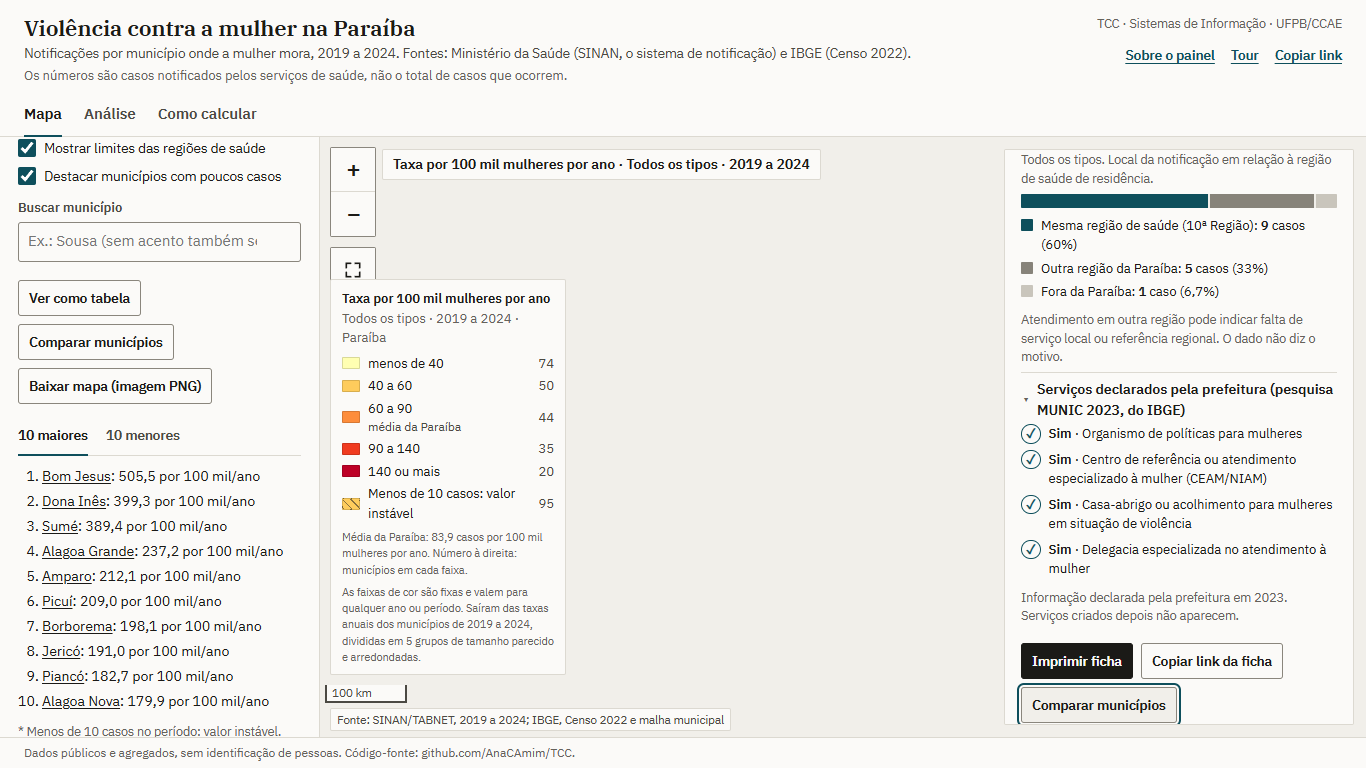 Violência contra a mulher na Paraíba
TCC · Sistemas de Informação · UFPB/CCAE
Notificações por município onde a mulher mora, 2019 a 2024. Fontes: Ministério da Saúde (SINAN, o sistema de notificação) e IBGE (Censo 2022).
Sobre o painel
Tour
Copiar link
Os números são casos notificados pelos serviços de saúde, não o total de casos que ocorrem.
Mapa
Análise
Como calcular
Mostrar limites das regiões de saúde
Destacar municípios com poucos casos
Buscar município
Ex.: Sousa (sem acento também s
Ver como tabela
Comparar municípios
Baixar mapa (imagem PNG)
10 maiores
10 menores
1. Bom Jesus: 505,5 por 100 mil/ano
2. Dona Inês: 399,3 por 100 mil/ano
3. Sumé: 389,4 por 100 mil/ano
4. Alagoa Grande: 237,2 por 100 mil/ano
5. Amparo: 212,1 por 100 mil/ano
6. Picuí: 209,0 por 100 mil/ano
7. Borborema: 198,1 por 100 mil/ano
8. Jericó: 191,0 por 100 mil/ano
9. Piancó: 182,7 por 100 mil/ano
10. Alagoa Nova: 179,9 por 100 mil/ano
* Menos de 10 casos no período: valor instável.
+
−
Taxa por 100 mil mulheres por ano · Todos os tipos · 2019 a 2024
Taxa por 100 mil mulheres por ano
Todos os tipos · 2019 a 2024 ·
Paraíba
menos de 40 74
40 a 60 50
60 a 90
média da Paraíba 44
90 a 140 35
140 ou mais 20
Menos de 10 casos: valor
instável 95
Média da Paraíba: 83,9 casos por 100 mil
mulheres por ano. Número à direita:
municípios em cada faixa.
As faixas de cor são fixas e valem para
qualquer ano ou período. Saíram das taxas
anuais dos municípios de 2019 a 2024,
divididas em 5 grupos de tamanho parecido
e arredondadas.
100 km
Fonte: SINAN/TABNET, 2019 a 2024; IBGE, Censo 2022 e malha municipal
Todos os tipos. Local da notificação em relação à região
de saúde de residência.
Mesma região de saúde (10ª Região): 9 casos
(60%)
Outra região da Paraíba: 5 casos (33%)
Fora da Paraíba: 1 caso (6,7%)
Atendimento em outra região pode indicar falta de
serviço local ou referência regional. O dado não diz o
motivo.
Serviços declarados pela prefeitura (pesquisa
MUNIC 2023, do IBGE)
Sim · Organismo de políticas para mulheres
Sim · Centro de referência ou atendimento
especializado à mulher (CEAM/NIAM)
Sim · Casa-abrigo ou acolhimento para mulheres
em situação de violência
Sim · Delegacia especializada no atendimento à
mulher
Informação declarada pela prefeitura em 2023.
Serviços criados depois não aparecem.
Imprimir ficha
Copiar link da ficha
Comparar municípios
Dados públicos e agregados, sem identificação de pessoas. Código-fonte: github.com/AnaCAmim/TCC.